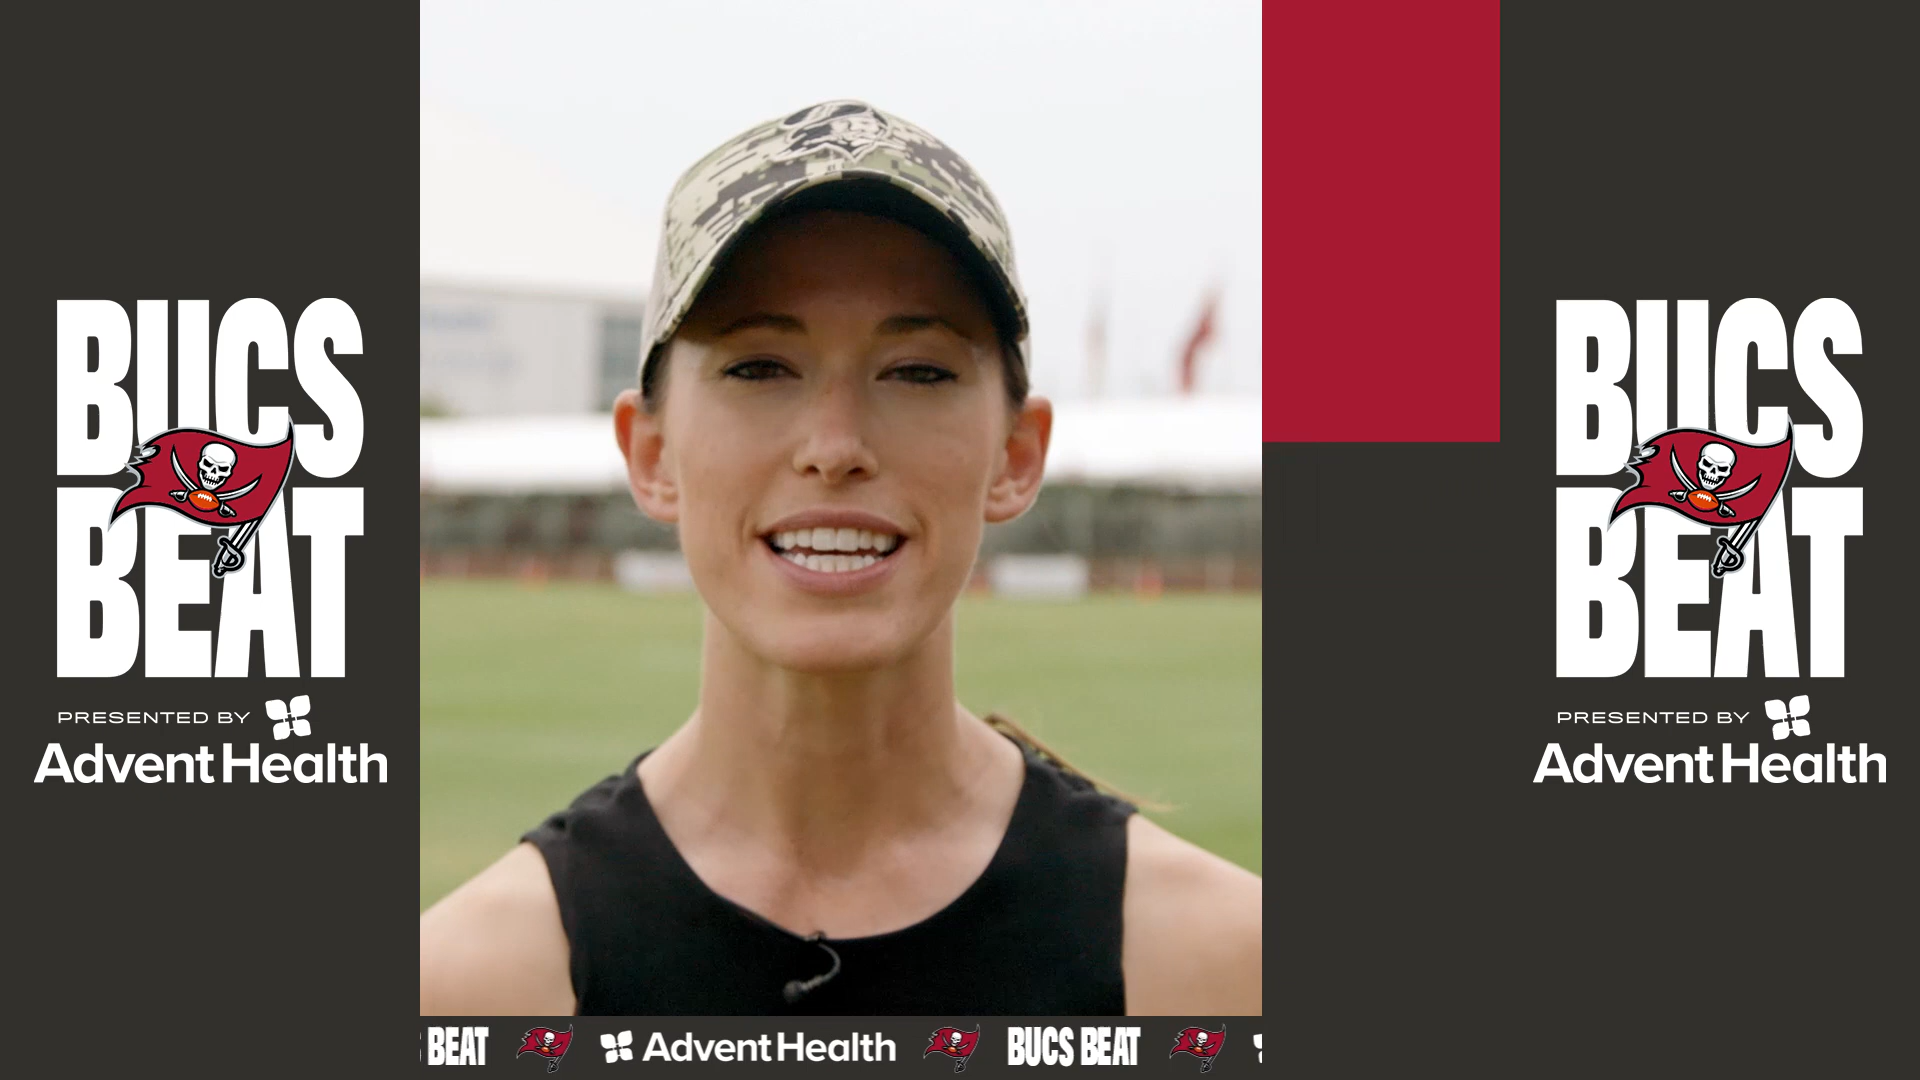 BUCS
BEAT
PRESENTED BY
AdventHealth
BUCS
BEAT
PRESENTED BY
AdventHealth
BEAT AdventHealth BUCS BEAT